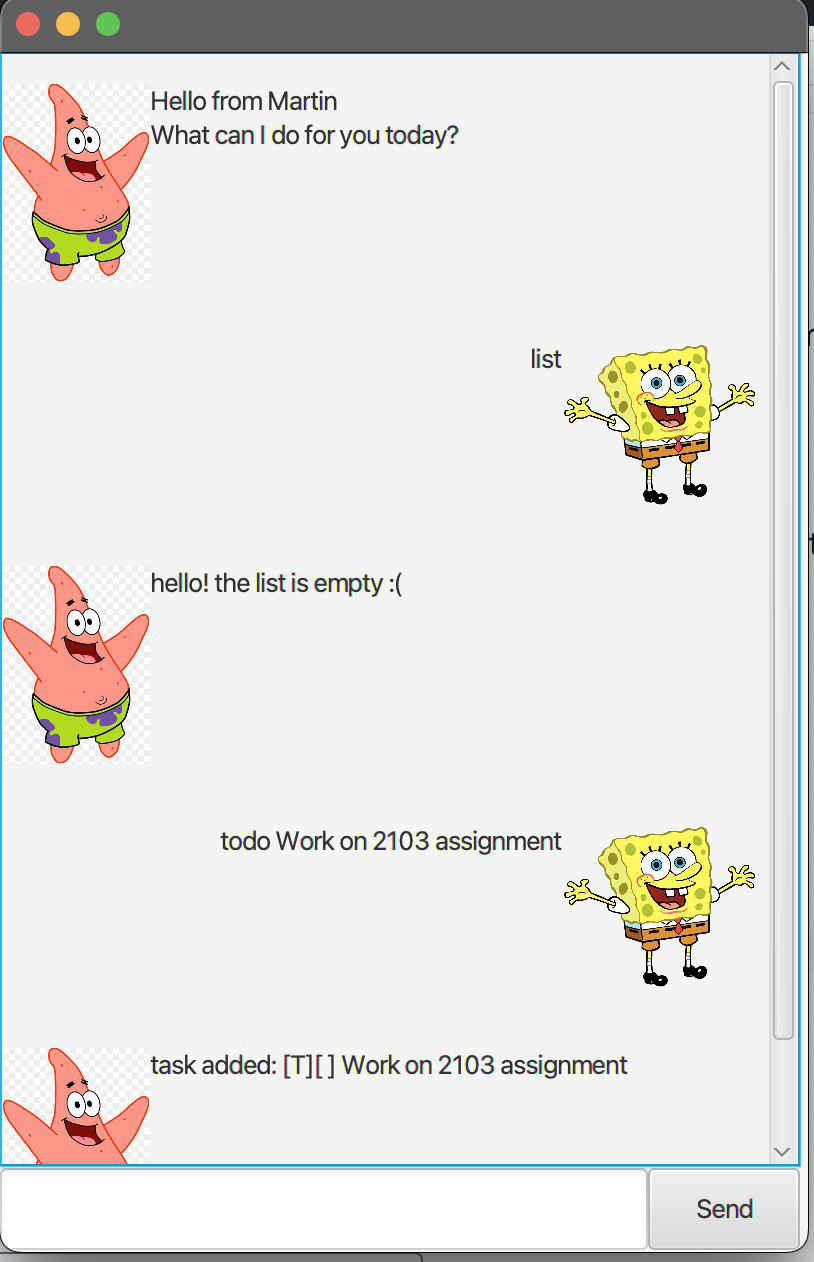 Hello from Martin
What can I do for you today?
list
hello! the list is empty :(
todo Work on 2103 assignment
task added: [T][ ] Work on 2103 assignment
Send